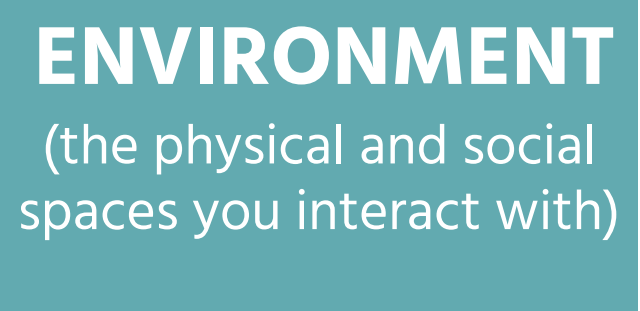 ENVIRONMENT
(the physical and social
spaces you interact with)